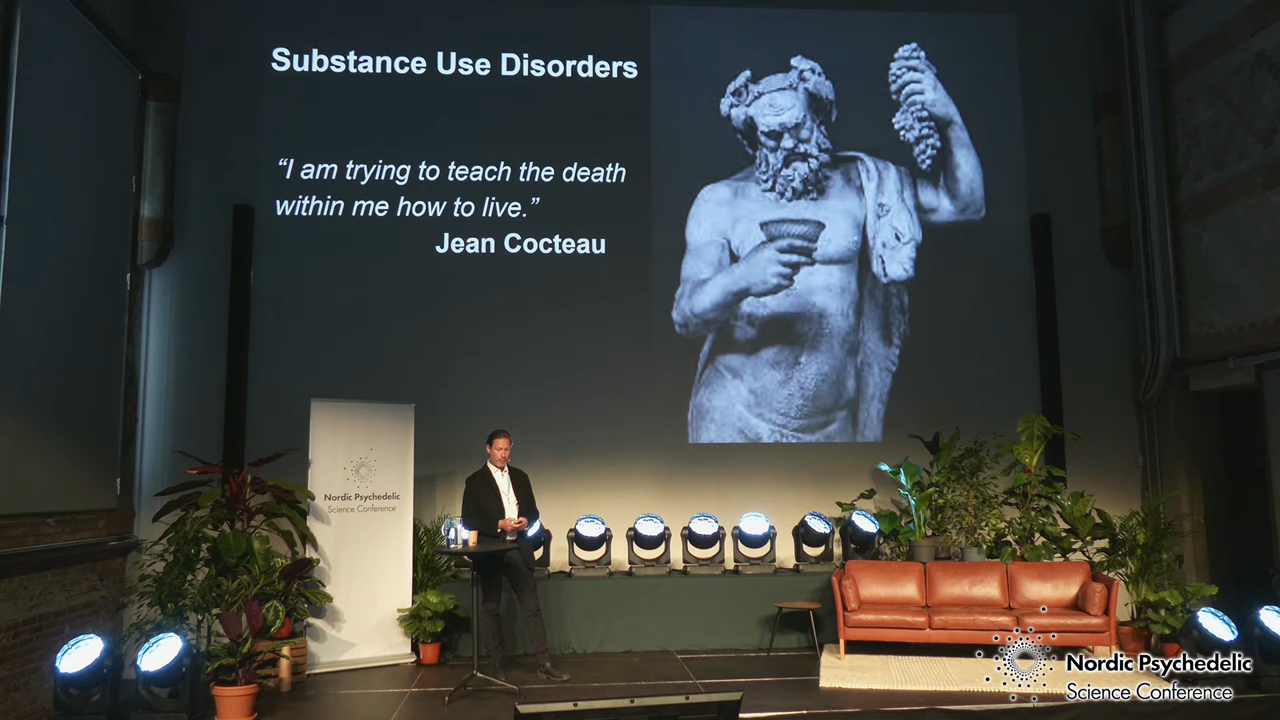 Substance Use Disorders
“I am trying to teach the death
within me how to live.”
Jean Cocteau
Nordic Psychedelic
Science Conference
Nordic Psychedelic
Science Conference